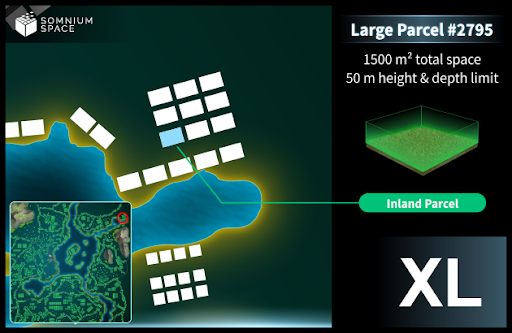 SOMNIUM
SPACE
Large Parcel #2795
1500 m² total space
50 m height & depth limit
Inland Parcel
XL